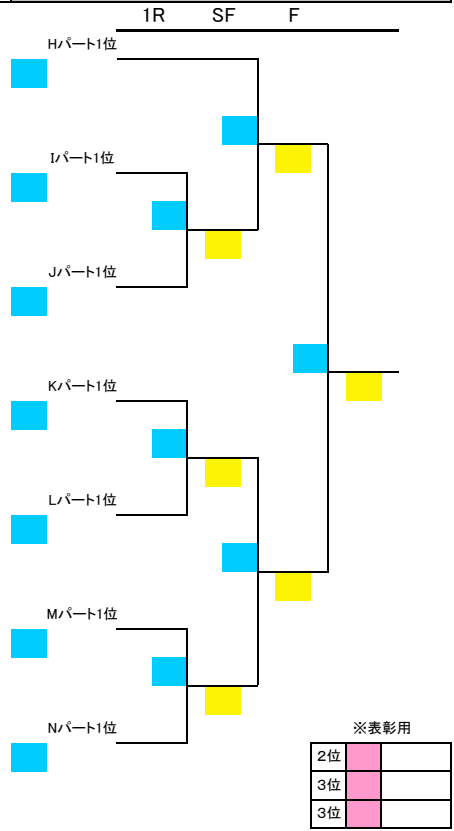 1R SF F
Hパート1位
Iパート1位
Jパート1位
Kパート1位
Lパート1位
Mパート1位
Nパート1位
※表彰用
2位
3位
3位